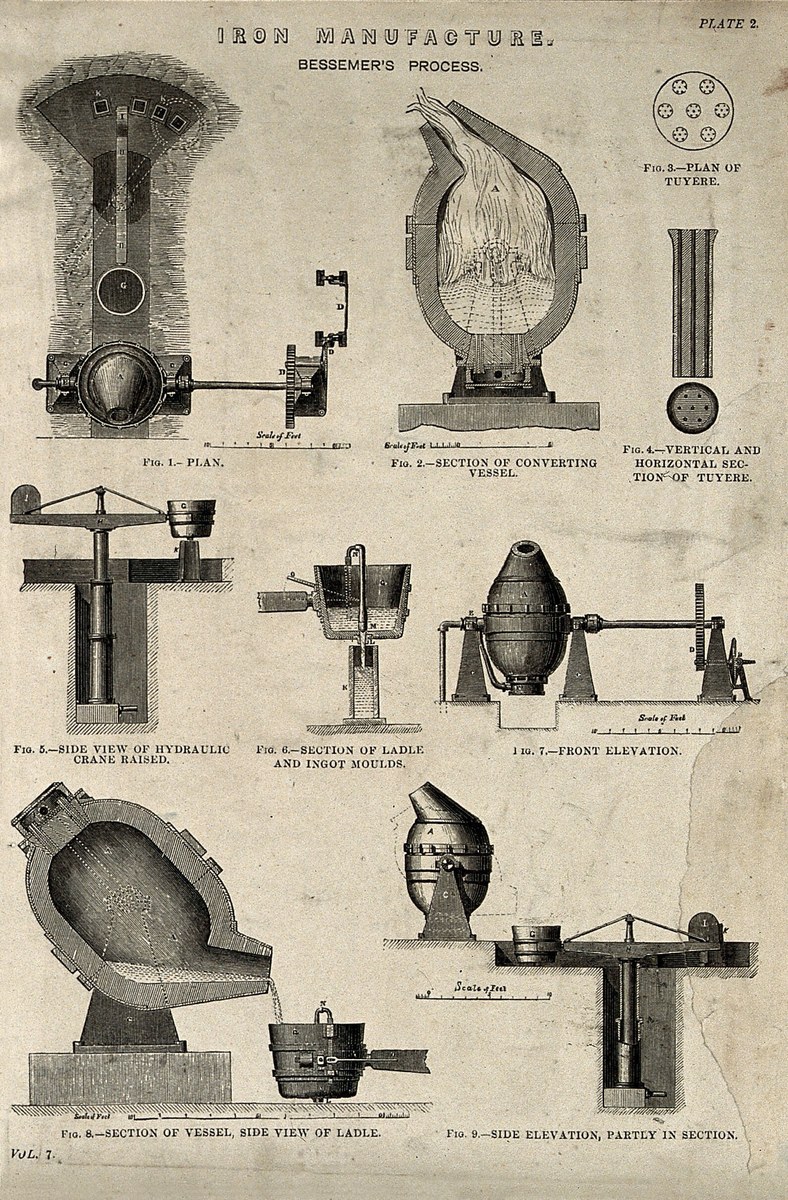 PLATE 2.
IRON MANUFACTURE.
BESSEMER'S PROCESS.
FIG. 1.- PLAN.
Scale of Feet
FIG. 2.—SECTION OF CONVERTING
VESSEL.
Scale of Feet
FIG. 3.—PLAN OF
TUYERE.
FIG. 4.—VERTICAL AND
HORIZONTAL SEC-
TION OF TUYERE.
FIG. 5.—SIDE VIEW OF HYDRAULIC
CRANE RAISED.
FIG. 6.—SECTION OF LADLE
AND INGOT MOULDS.
Scale of Feet
FIG. 7.—FRONT ELEVATION.
Scale of Feet
FIG. 8.—SECTION OF VESSEL, SIDE VIEW OF LADLE.
Scale of Feet
FIG. 9.—SIDE ELEVATION, PARTLY IN SECTION.
VOL. 7.